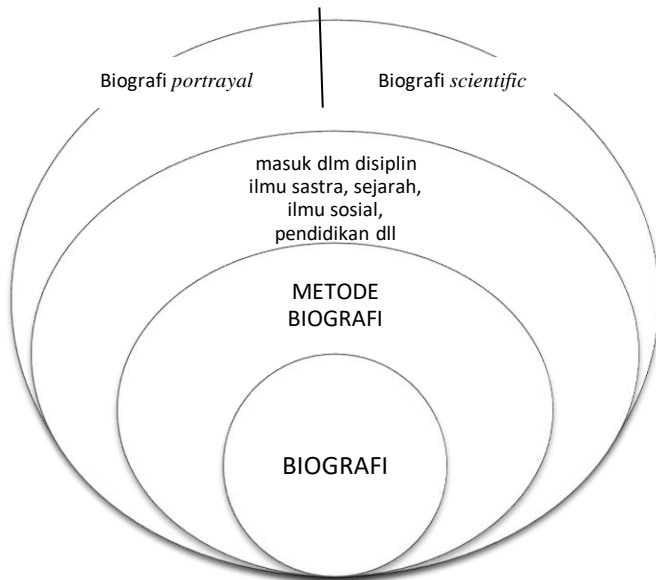 Biografi portrayal
Biografi scientific
masuk dlm disiplin
ilmu sastra, sejarah,
ilmu sosial,
pendidikan dll
METODE
BIOGRAFI
BIOGRAFI